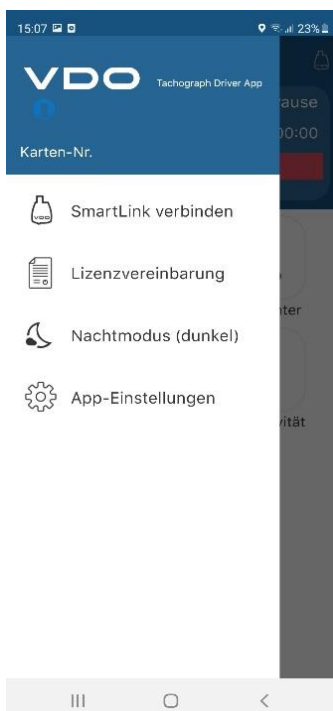 15:07
23%
VDO Tachograph Driver App
ause
00:00
Karten-Nr.
SmartLink verbinden
Lizenzvereinbarung
nter
Nachtmodus (dunkel)
App-Einstellungen
vität